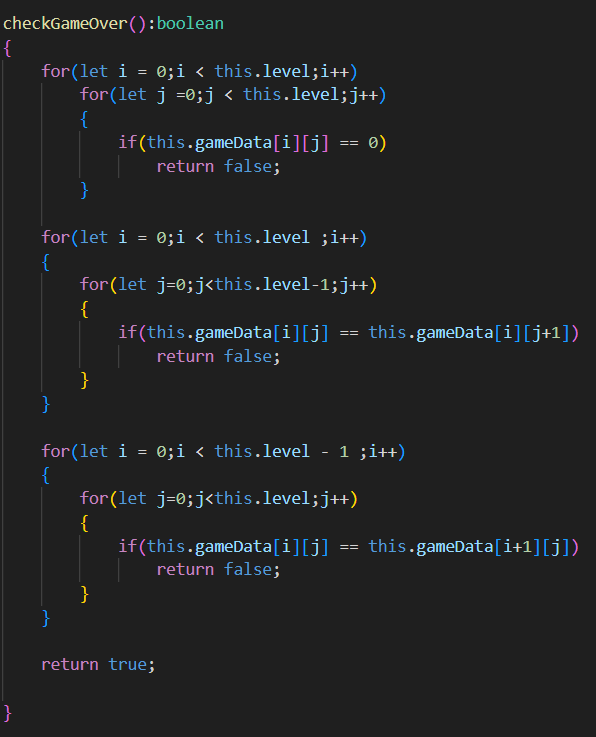 checkGameOver():boolean
{
    for(let i = 0;i < this.level;i++)
        for(let j =0;j < this.level;j++)
        {
            if(this.gameData[i][j] == 0)
                return false;
        }

    for(let i = 0;i < this.level ;i++)
    {
        for(let j=0;j<this.level-1;j++)
        {
            if(this.gameData[i][j] == this.gameData[i][j+1])
                return false;
        }
    }

    for(let i = 0;i < this.level - 1 ;i++)
    {
        for(let j=0;j<this.level;j++)
        {
            if(this.gameData[i][j] == this.gameData[i+1][j])
                return false;
        }
    }

    return true;

}